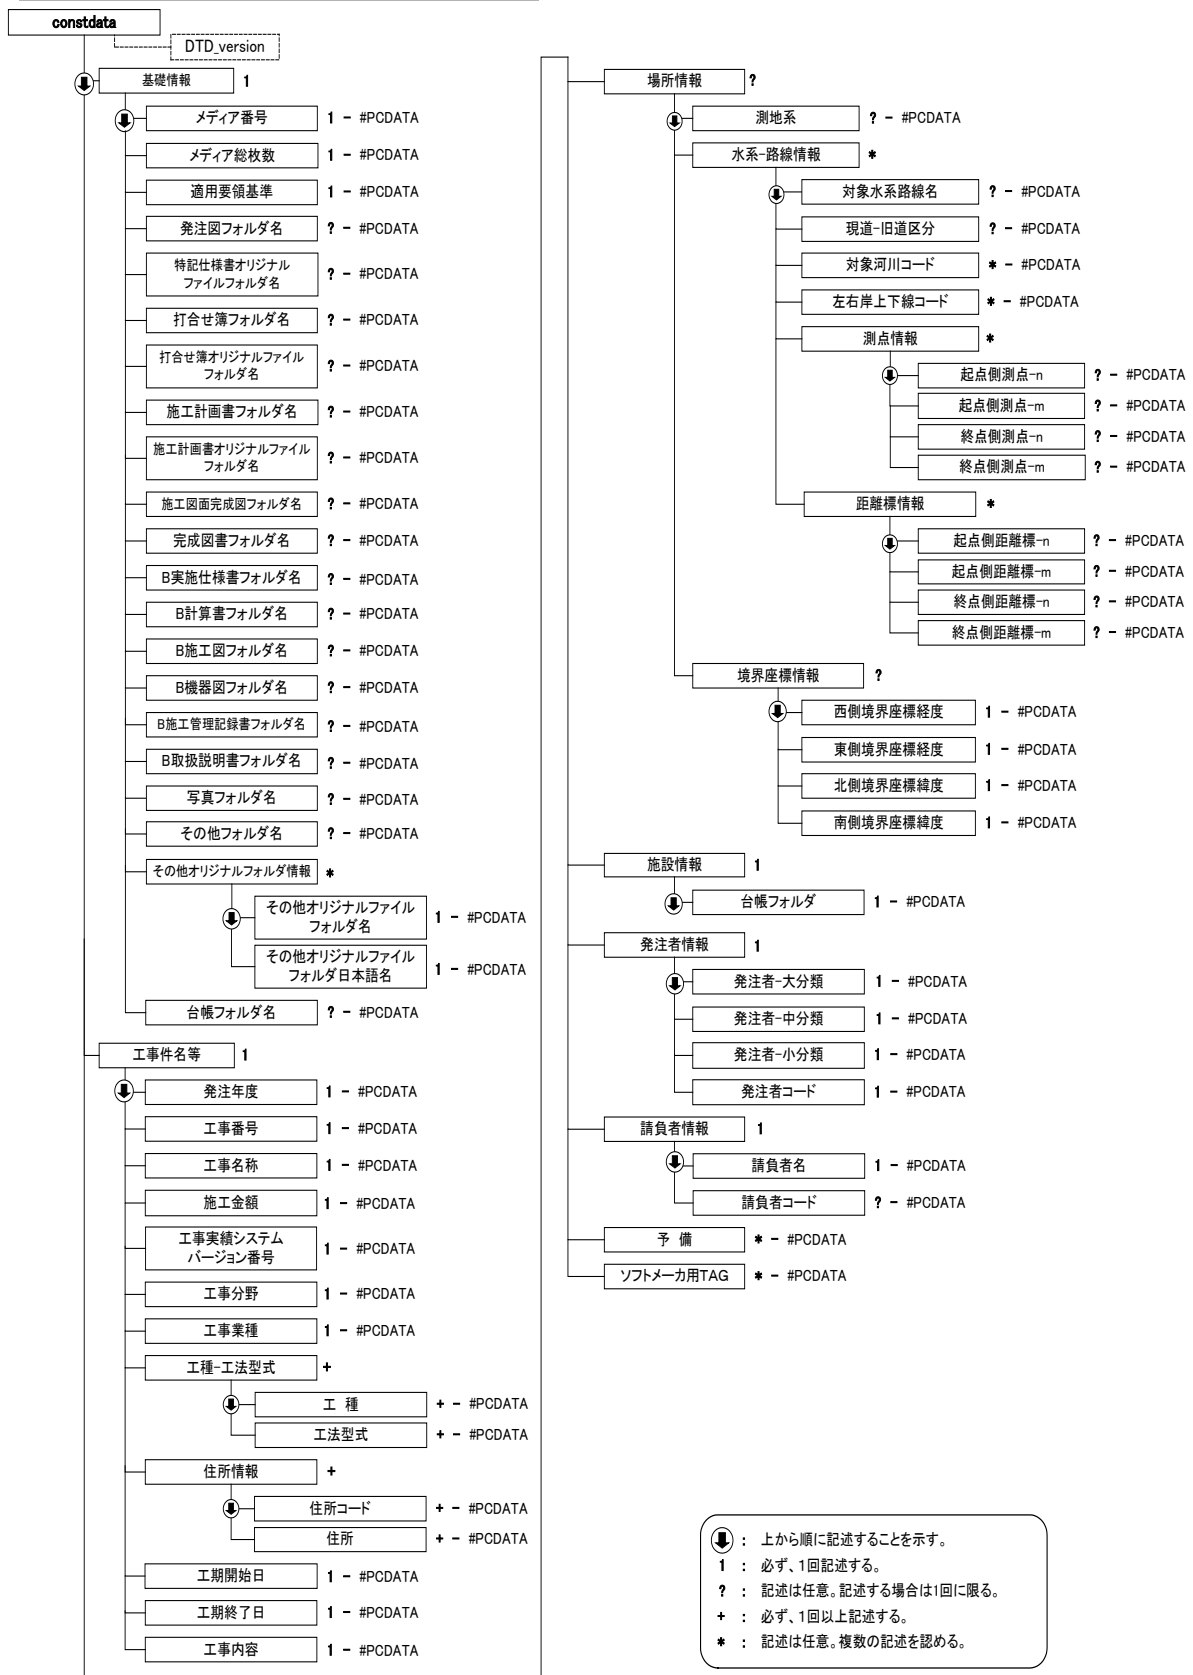 constdata
DTD_version
基礎情報 1
メディア番号 1 - #PCDATA
メディア総枚数 1 - #PCDATA
適用要領基準 1 - #PCDATA
発注図フォルダ名 ? - #PCDATA
特記仕様書オリジナル
ファイルフォルダ名 ? - #PCDATA
打合せ簿フォルダ名 ? - #PCDATA
打合せ簿オリジナルファイル
フォルダ名 ? - #PCDATA
施工計画書フォルダ名 ? - #PCDATA
施工計画書オリジナルファイル
フォルダ名 ? - #PCDATA
施工図面完成図フォルダ名 ? - #PCDATA
完成図書フォルダ名 ? - #PCDATA
B実施仕様書フォルダ名 ? - #PCDATA
B計算書フォルダ名 ? - #PCDATA
B施工図フォルダ名 ? - #PCDATA
B機器図フォルダ名 ? - #PCDATA
B施工管理記録書フォルダ名 ? - #PCDATA
B取扱説明書フォルダ名 ? - #PCDATA
写真フォルダ名 ? - #PCDATA
その他フォルダ名 ? - #PCDATA
その他オリジナルフォルダ情報 *
その他オリジナルファイル
フォルダ名 1 - #PCDATA
その他オリジナルファイル
フォルダ日本語名 1 - #PCDATA
台帳フォルダ名 ? - #PCDATA
工事件名等 1
発注年度 1 - #PCDATA
工事番号 1 - #PCDATA
工事名称 1 - #PCDATA
施工金額 1 - #PCDATA
工事実績システム
バージョン番号 1 - #PCDATA
工事分野 1 - #PCDATA
工事業種 1 - #PCDATA
工種-工法型式 +
工 種 + - #PCDATA
工法型式 + - #PCDATA
住所情報 +
住所コード + - #PCDATA
住所 + - #PCDATA
工期開始日 1 - #PCDATA
工期終了日 1 - #PCDATA
工事内容 1 - #PCDATA
場所情報 ?
測地系 ? - #PCDATA
水系-路線情報 *
対象水系路線名 ? - #PCDATA
現道-旧道区分 ? - #PCDATA
対象河川コード * - #PCDATA
左右岸上下線コード * - #PCDATA
測点情報 *
起点側測点-n ? - #PCDATA
起点側測点-m ? - #PCDATA
終点側測点-n ? - #PCDATA
終点側測点-m ? - #PCDATA
距離標情報 *
起点側距離標-n ? - #PCDATA
起点側距離標-m ? - #PCDATA
終点側距離標-n ? - #PCDATA
終点側距離標-m ? - #PCDATA
境界座標情報 ?
西側境界座標経度 1 - #PCDATA
東側境界座標経度 1 - #PCDATA
北側境界座標緯度 1 - #PCDATA
南側境界座標緯度 1 - #PCDATA
施設情報 1
台帳フォルダ 1 - #PCDATA
発注者情報 1
発注者-大分類 1 - #PCDATA
発注者-中分類 1 - #PCDATA
発注者-小分類 1 - #PCDATA
発注者コード 1 - #PCDATA
請負者情報 1
請負者名 1 - #PCDATA
請負者コード ? - #PCDATA
予 備 * - #PCDATA
ソフトメーカ用TAG * - #PCDATA
： 上から順に記述することを示す。
1 ： 必ず、1回記述する。
? ： 記述は任意。記述する場合は1回に限る。
+ ： 必ず、1回以上記述する。
* ： 記述は任意。複数の記述を認める。